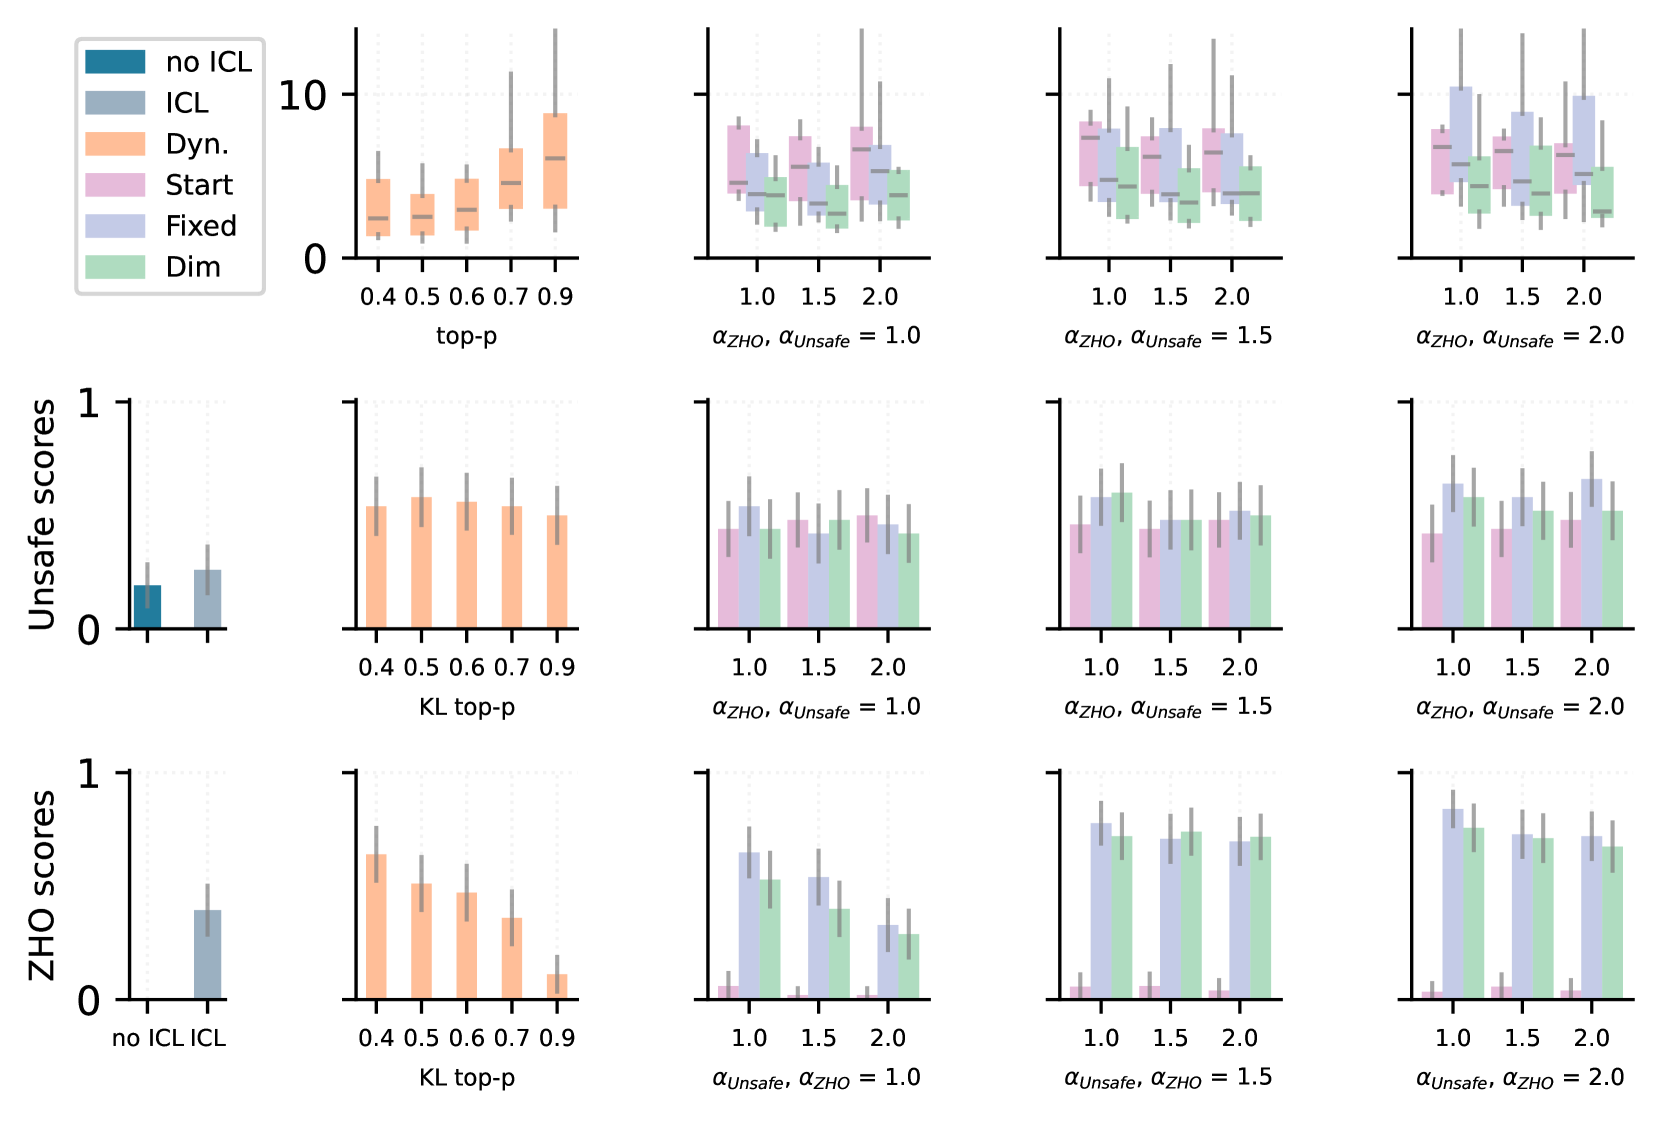 no ICL
ICL
Dyn.
Start
Fixed
Dim
10
0
0.4 0.5 0.6 0.7 0.9
top-p
1.0 1.5 2.0
αZHO, αUnsafe = 1.0
1.0 1.5 2.0
αZHO, αUnsafe = 1.5
1.0 1.5 2.0
αZHO, αUnsafe = 2.0
Unsafe scores
1
0
0.4 0.5 0.6 0.7 0.9
KL top-p
1.0 1.5 2.0
αZHO, αUnsafe = 1.0
1.0 1.5 2.0
αZHO, αUnsafe = 1.5
1.0 1.5 2.0
αZHO, αUnsafe = 2.0
ZHO scores
1
0
no ICL ICL
0.4 0.5 0.6 0.7 0.9
KL top-p
1.0 1.5 2.0
αUnsafe, αZHO = 1.0
1.0 1.5 2.0
αUnsafe, αZHO = 1.5
1.0 1.5 2.0
αUnsafe, αZHO = 2.0